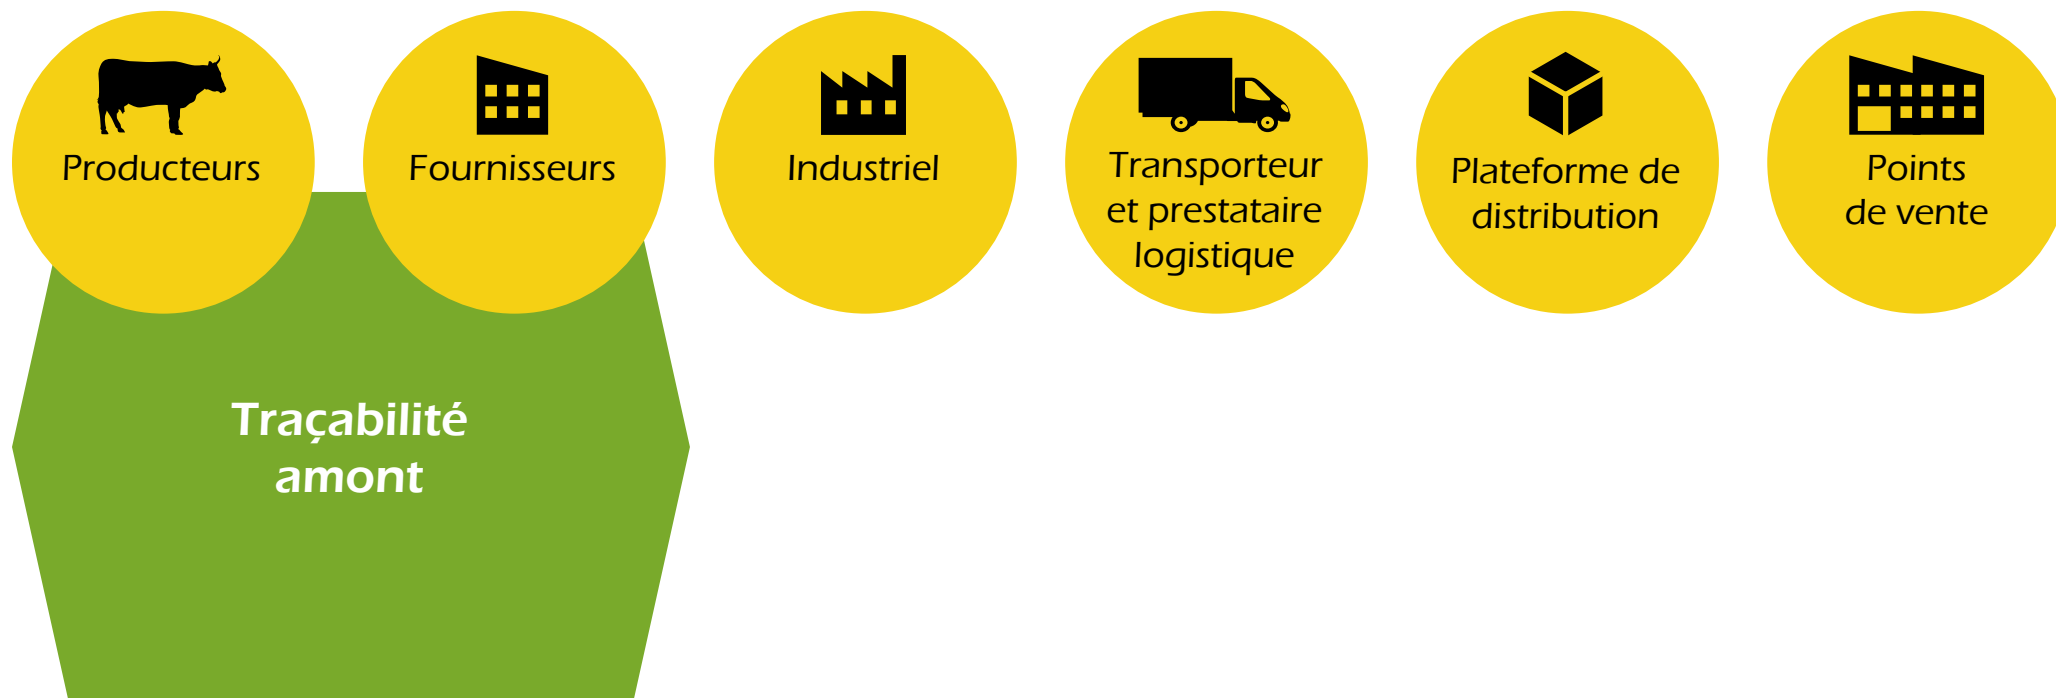 Producteurs
Fournisseurs
Industriel
Transporteur
et prestataire
logistique
Plateforme de
distribution
Points
de vente
Traçabilité
amont